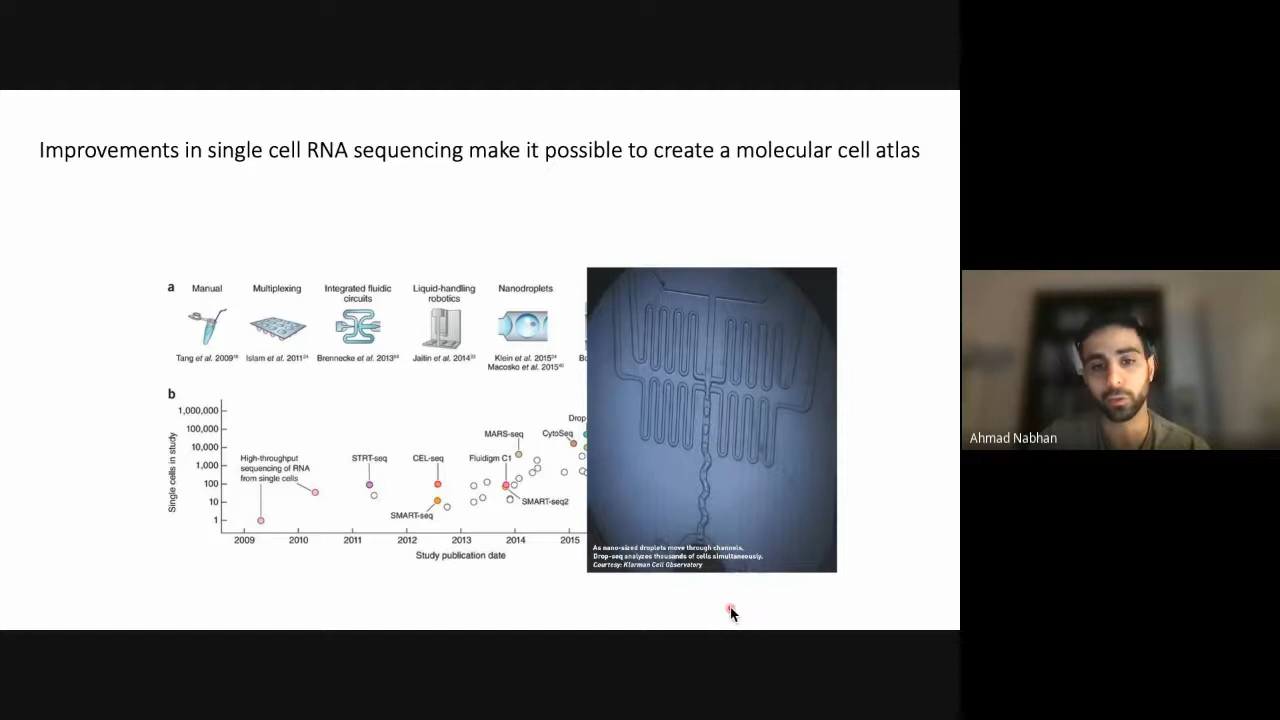 Improvements in single cell RNA sequencing make it possible to create a molecular cell atlas
a
Manual
Multiplexing
Integrated fluidic
circuits
Liquid-handling
robotics
Nanodroplets
Islam et al. 2011
Tang et al. 2009
Brennecke et al. 2013
Jaitin et al. 2014
Klein et al. 2015
Macosko et al. 2015
Bo
b
Single cells in study
1,000,000
100,000
10,000
1,000
100
10
1
High-throughput
sequencing of RNA
from single cells
STRT-seq
CEL-seq
SMART-seq
Fluidigm C1
SMART-seq2
MARS-seq
CytoSeq
Drop
2009
2010
2011
2012
2013
2014
2015
Study publication date
As nano-sized droplets move through channels,
Drop-seq analyzes thousands of cells simultaneously.
Courtesy: Klarman Cell Observatory
Ahmad Nabhan